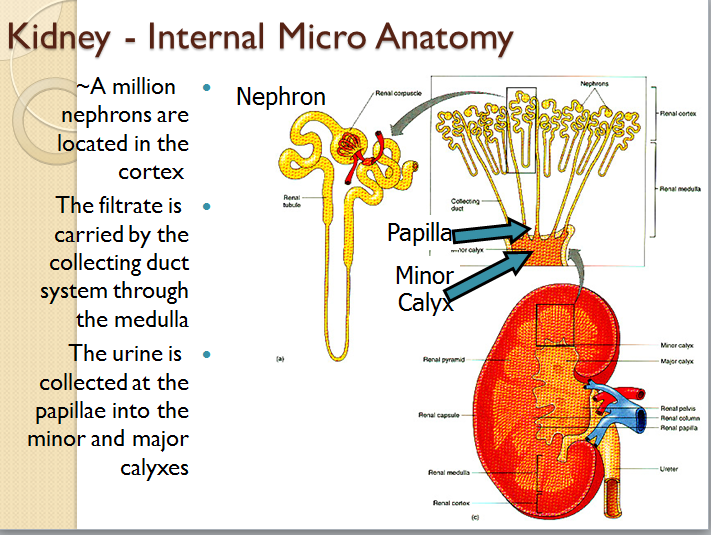 Kidney - Internal Micro Anatomy
~A million
nephrons are
located in the
cortex
The filtrate is
carried by the
collecting duct
system through
the medulla
The urine is
collected at the
papillae into the
minor and major
calyxes
Nephron
Renal corpuscle
Renal
tubule
(a)
Nephrons
Renal cortex
Renal medulla
Collecting
duct
Papilla
calyx
Minor
Calyx
Minor calyx
Major calyx
Renal pyramid
Renal capsule
Renal pelvis
Renal column
Renal papilla
Renal medulla
Ureter
Renal cortex
(c)